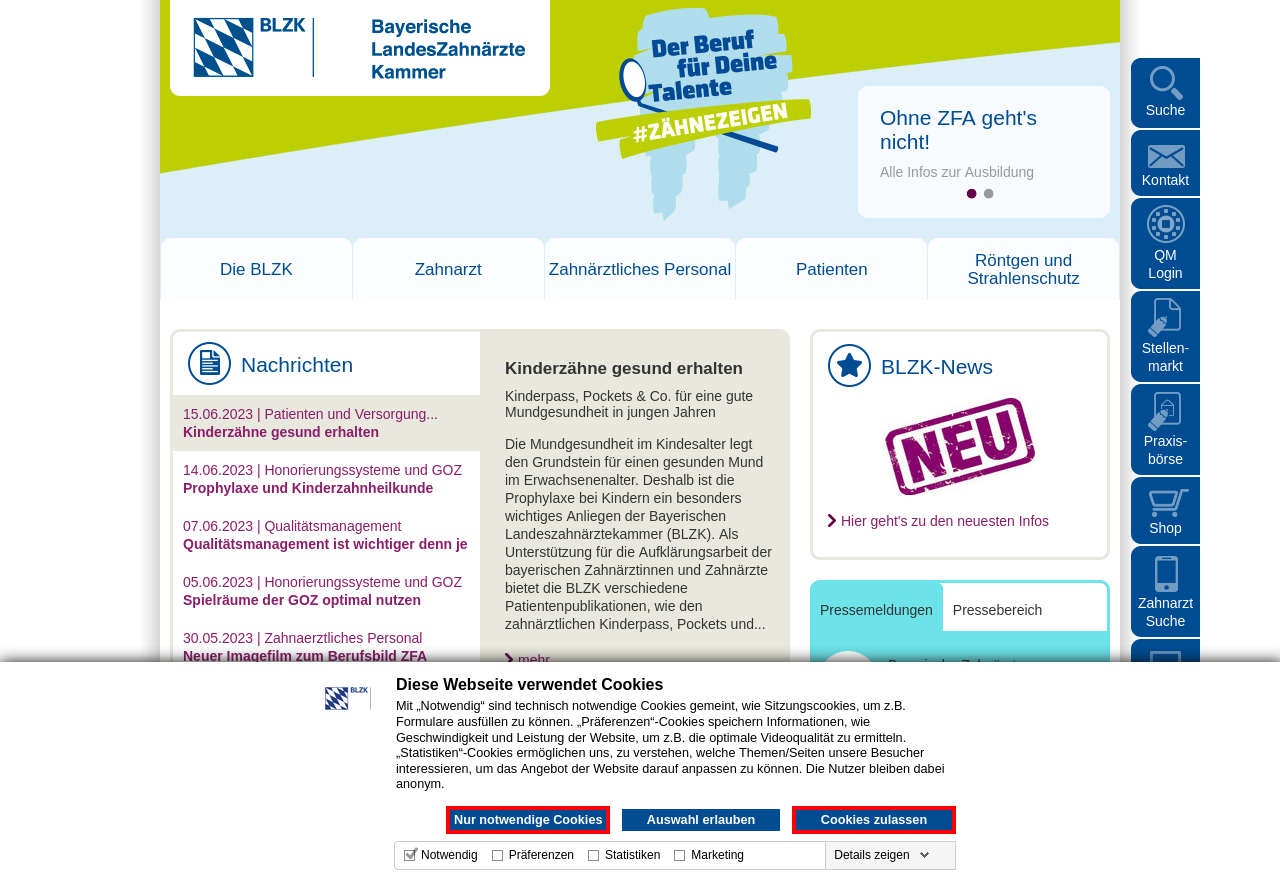 BLZK
Bayerische
LandesZahnärzte
Kammer
Der Beruf
für Deine
Talente
#ZÄHNEZEIGEN
Ohne ZFA geht's
nicht!
Alle Infos zur Ausbildung
Suche
Kontakt
QM
Login
Stellen-
markt
Praxis-
börse
Shop
Zahnarzt
Suche
Die BLZK
Zahnarzt
Zahnärztliches Personal
Patienten
Röntgen und
Strahlenschutz
Nachrichten
15.06.2023 | Patienten und Versorgung...
Kinderzähne gesund erhalten
14.06.2023 | Honorierungssysteme und GOZ
Prophylaxe und Kinderzahnheilkunde
07.06.2023 | Qualitätsmanagement
Qualitätsmanagement ist wichtiger denn je
05.06.2023 | Honorierungssysteme und GOZ
Spielräume der GOZ optimal nutzen
30.05.2023 | Zahnaerztliches Personal
Neuer Imagefilm zum Berufsbild ZFA
Kinderzähne gesund erhalten
Kinderpass, Pockets & Co. für eine gute
Mundgesundheit in jungen Jahren
Die Mundgesundheit im Kindesalter legt
den Grundstein für einen gesunden Mund
im Erwachsenenalter. Deshalb ist die
Prophylaxe bei Kindern ein besonders
wichtiges Anliegen der Bayerischen
Landeszahnärztekammer (BLZK). Als
Unterstützung für die Aufklärungsarbeit der
bayerischen Zahnärztinnen und Zahnärzte
bietet die BLZK verschiedene
Patientenpublikationen, wie den
zahnärztlichen Kinderpass, Pockets und...
mehr
BLZK-News
NEU
Hier geht's zu den neuesten Infos
Pressemeldungen
Pressebereich
BLZK
Diese Webseite verwendet Cookies
Mit „Notwendig“ sind technisch notwendige Cookies gemeint, wie Sitzungscookies, um z.B.
Formulare ausfüllen zu können. „Präferenzen“-Cookies speichern Informationen, wie
Geschwindigkeit und Leistung der Website, um z.B. die optimale Videoqualität zu ermitteln.
„Statistiken“-Cookies ermöglichen uns, zu verstehen, welche Themen/Seiten unsere Besucher
interessieren, um das Angebot der Website darauf anpassen zu können. Die Nutzer bleiben dabei
anonym.
Nur notwendige Cookies
Auswahl erlauben
Cookies zulassen
Notwendig
Präferenzen
Statistiken
Marketing
Details zeigen